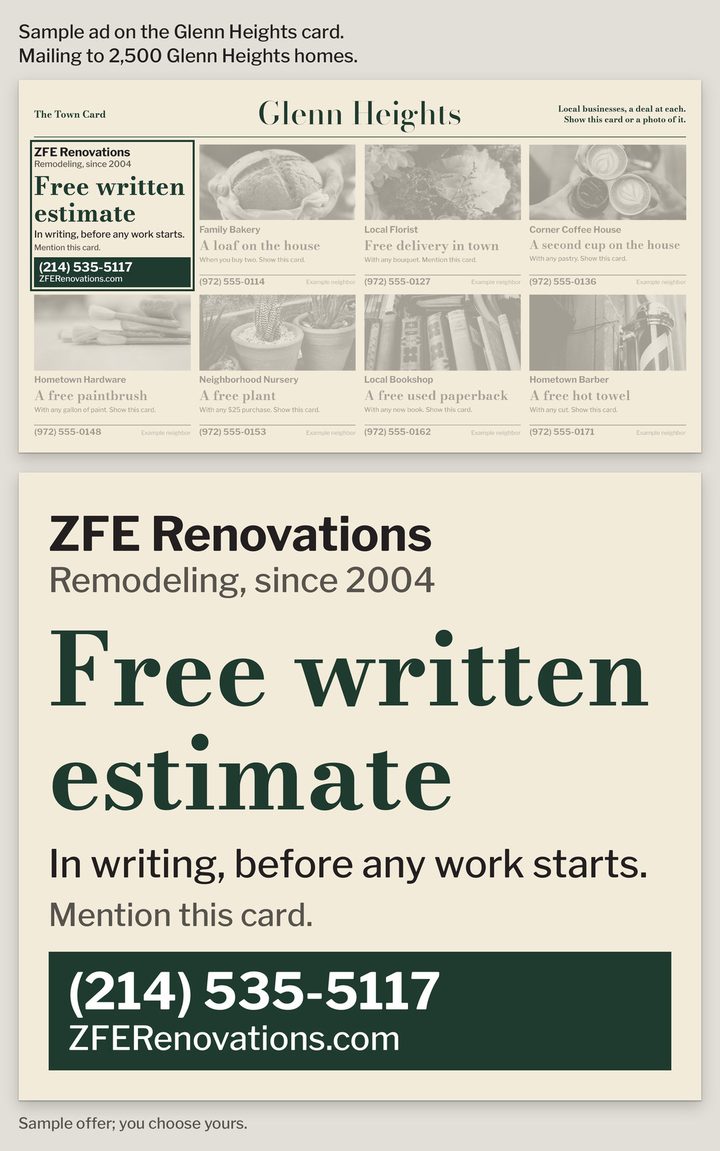 Sample ad on the Glenn Heights card.
Mailing to 2,500 Glenn Heights homes.
The Town Card
Glenn Heights
Local businesses, a deal at each.
Show this card or a photo of it.
ZFE Renovations
Remodeling, since 2004
Free written
estimate
In writing, before any work starts.
Mention this card.
(214) 535-5117
ZFERenovations.com
Family Bakery
A loaf on the house
When you buy two. Show this card.
(972) 555-0114
Example neighbor
Local Florist
Free delivery in town
With any bouquet. Mention this card.
(972) 555-0127
Example neighbor
Corner Coffee House
A second cup on the house
With any pastry. Show this card.
(972) 555-0136
Example neighbor
Hometown Hardware
A free paintbrush
With any gallon of paint. Show this card.
(972) 555-0148
Example neighbor
Neighborhood Nursery
A free plant
With any $25 purchase. Show this card.
(972) 555-0153
Example neighbor
Local Bookshop
A free used paperback
With any new book. Show this card.
(972) 555-0162
Example neighbor
Hometown Barber
A free hot towel
With any cut. Show this card.
(972) 555-0171
Example neighbor
ZFE Renovations
Remodeling, since 2004
Free written
estimate
In writing, before any work starts.
Mention this card.
(214) 535-5117
ZFERenovations.com
Sample offer; you choose yours.